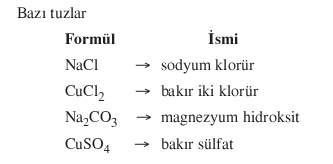 Bazı tuzlar
Formül İsmi
NaCl → sodyum klorür
CuCl₂ → bakır iki klorür
Na₂CO₃ → magnezyum hidroksit
CuSO₄ → bakır sülfat